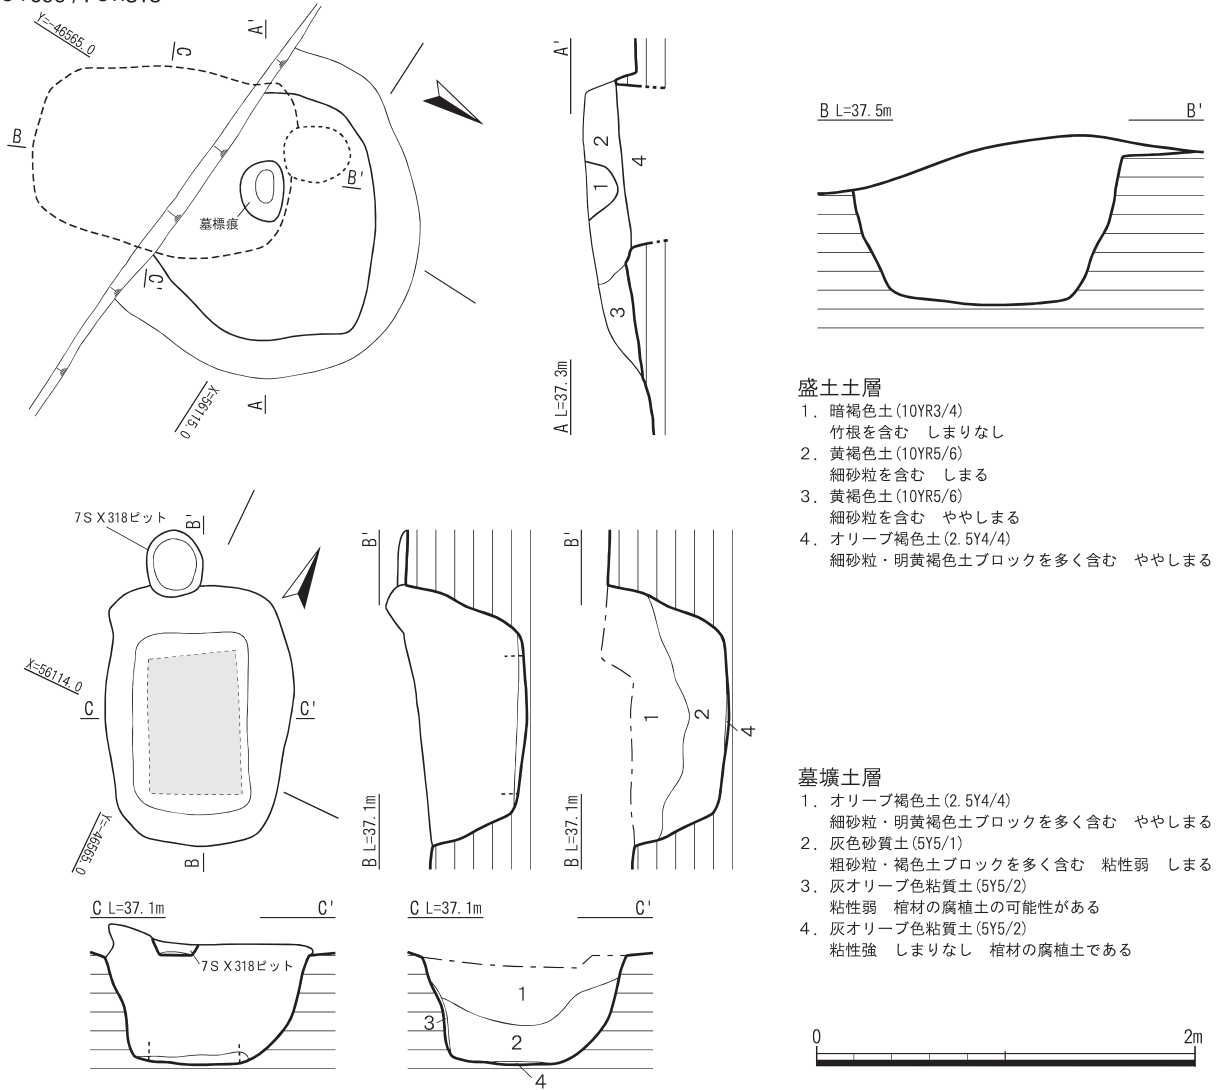 Y=-46565.0
C
A'
B
B'
墓標痕
C'
X=56115.0
A
A'
2
4
1
3
A L=37.3m
B L=37.5m
B'
盛土土層
1. 暗褐色土(10YR3/4)
竹根を含む しまりなし
2. 黄褐色土(10YR5/6)
細砂粒を含む しまる
3. 黄褐色土(10YR5/6)
細砂粒を含む ややしまる
4. オリーブ褐色土(2.5Y4/4)
細砂粒・明黄褐色土ブロックを多く含む ややしまる
7SX318ピット
B'
X=56114.0
C
C'
Y=-46565.0
B
B'
B L=37.1m
B'
1
2
4
B L=37.1m
墓壙土層
1. オリーブ褐色土(2.5Y4/4)
細砂粒・明黄褐色土ブロックを多く含む ややしまる
2. 灰色砂質土(5Y5/1)
粗砂粒・褐色土ブロックを多く含む 粘性弱 しまる
3. 灰オリーブ色粘質土(5Y5/2)
粘性弱 棺材の腐植土の可能性がある
4. 灰オリーブ色粘質土(5Y5/2)
粘性強 しまりなし 棺材の腐植土である
C L=37.1m
C'
7SX318ピット
C L=37.1m
C'
1
3
2
4
0
2m